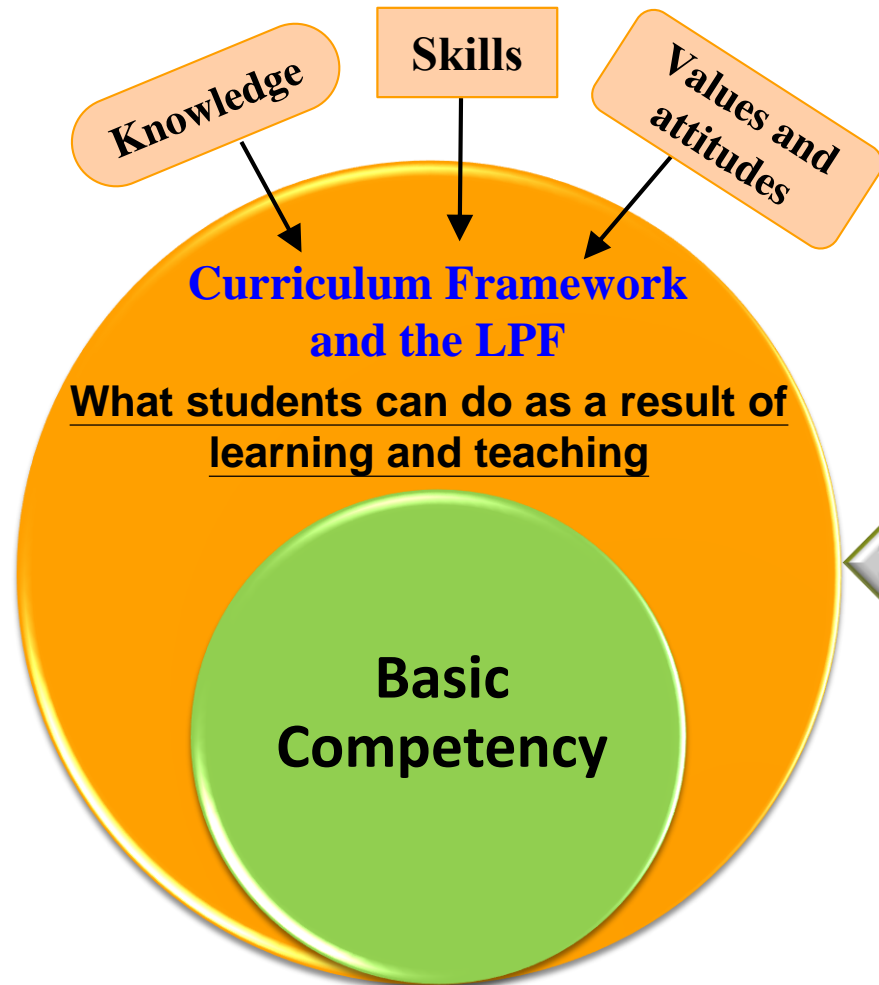 Knowledge
Skills
Values and
attitudes
Curriculum Framework
and the LPF
What students can do as a result of
learning and teaching
Basic
Competency